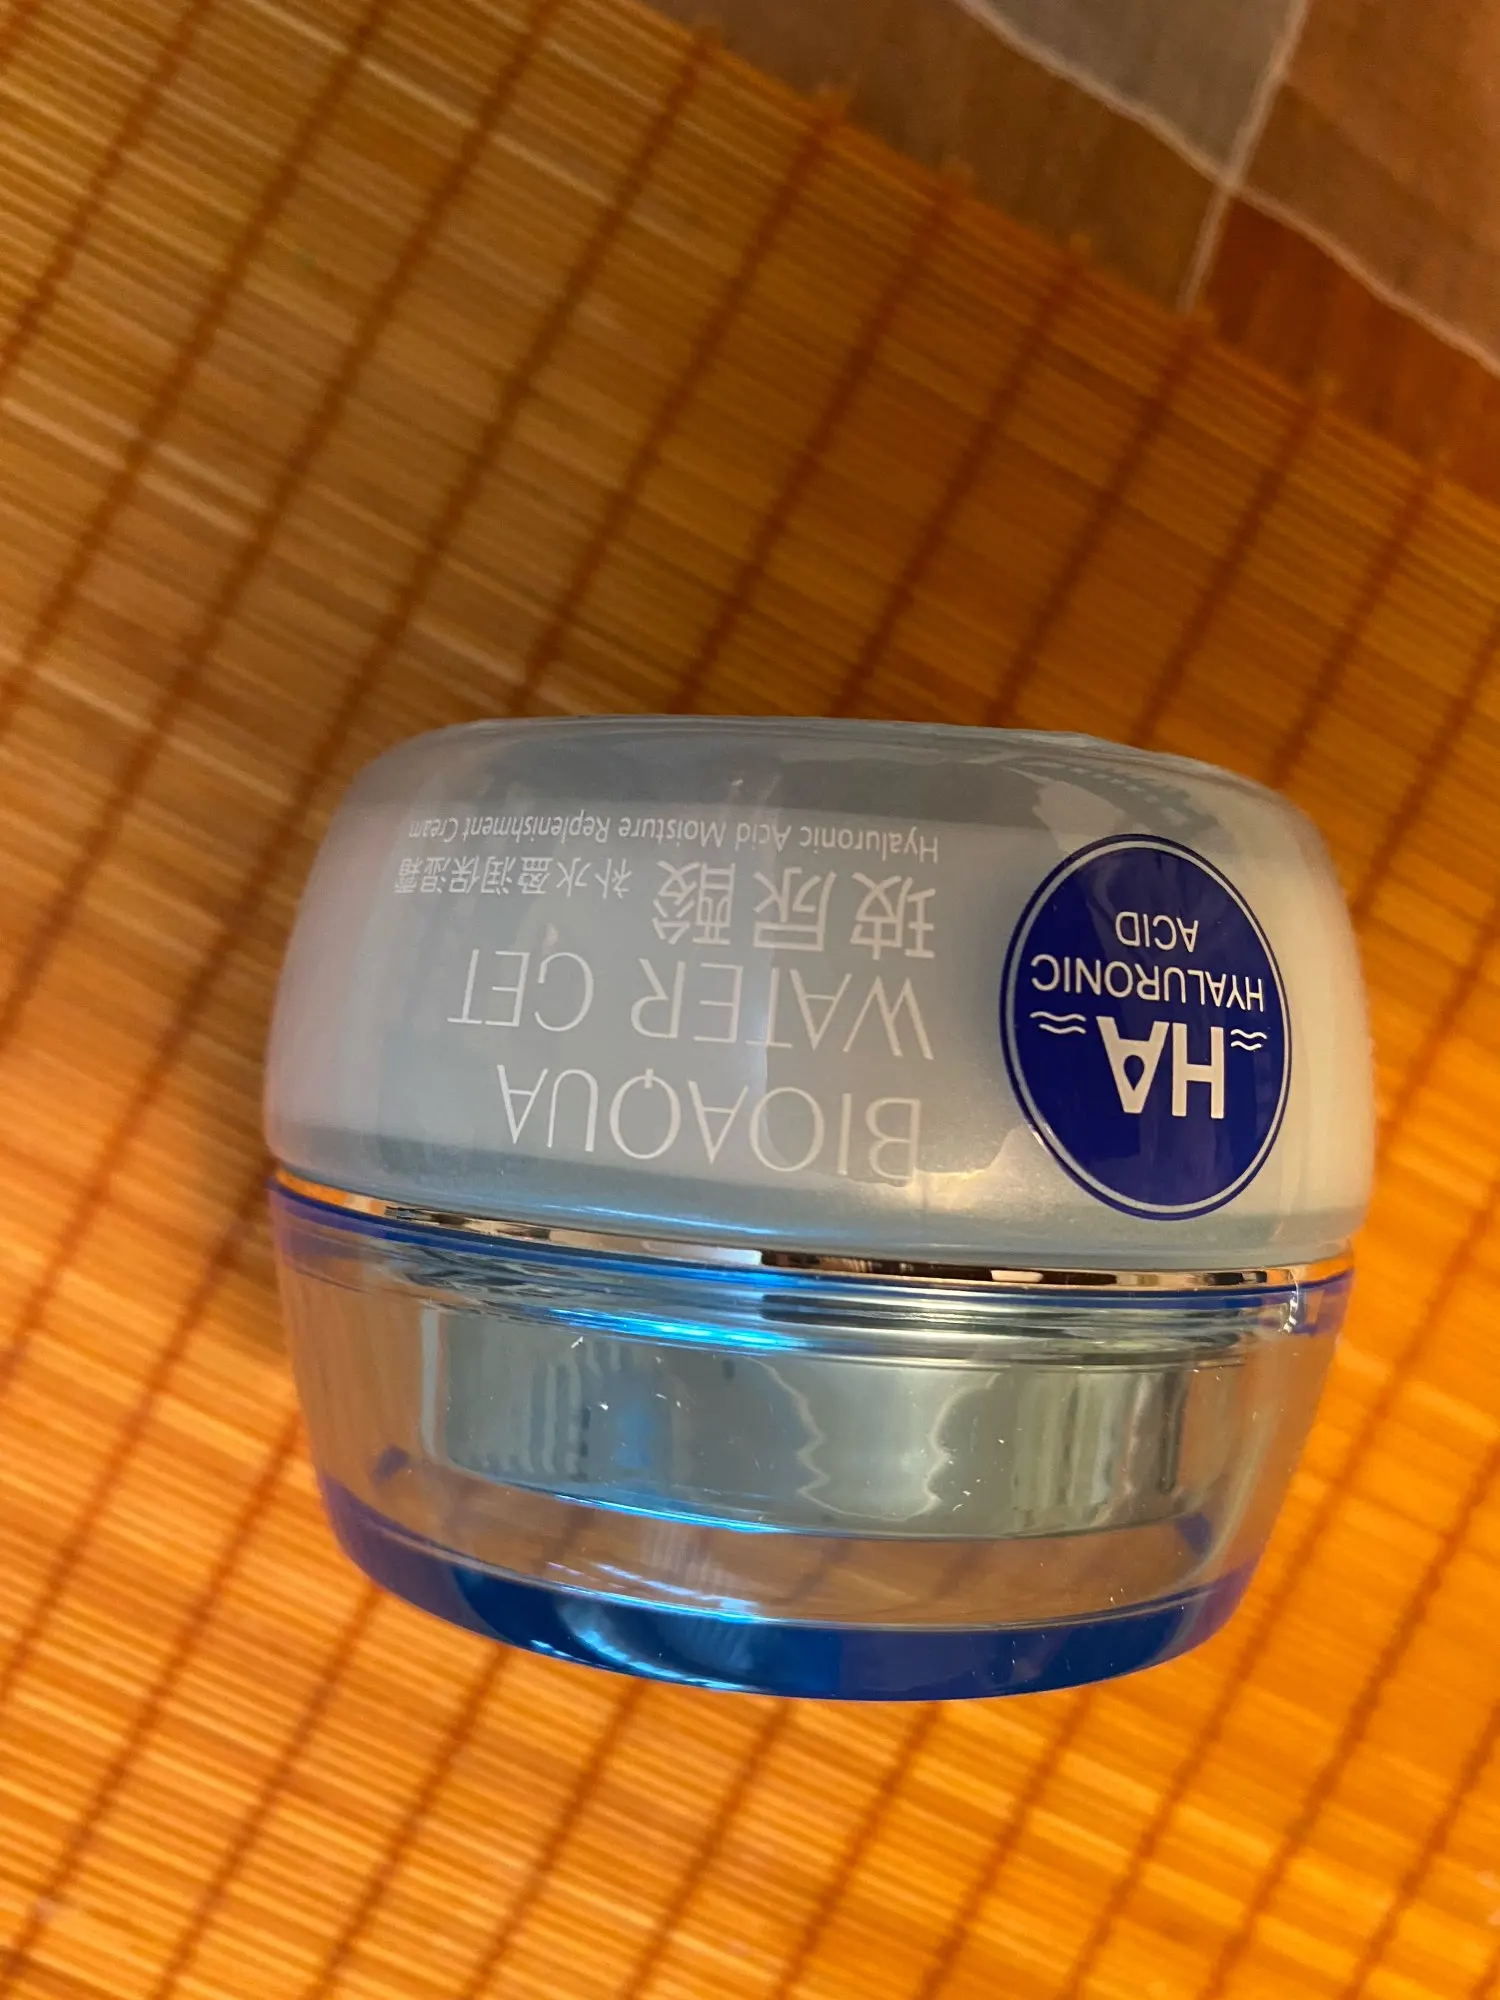 BIOAQUA
WATER GET
玻尿酸 补水盈润保湿霜
Hyaluronic Acid Moisture Replenishment Cream
HA
HYALURONIC
ACID